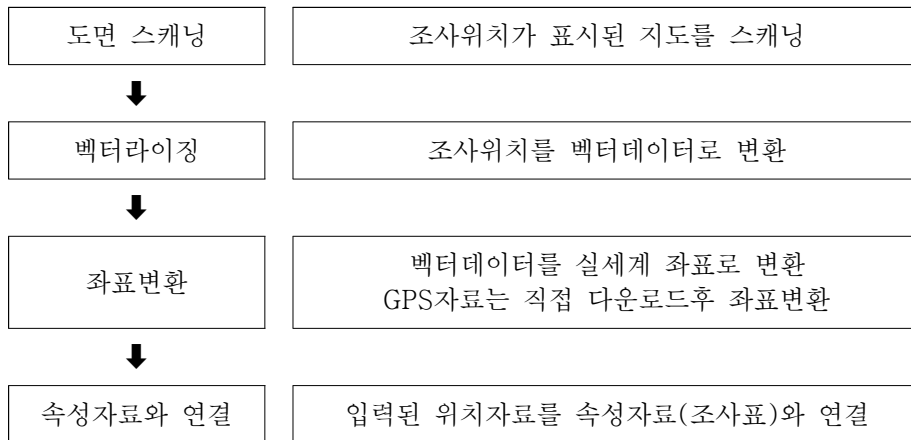 도면 스캐닝
조사위치가 표시된 지도를 스캐닝
벡터라이징
조사위치를 벡터데이터로 변환
좌표변환
벡터데이터를 실세계 좌표로 변환
GPS자료는 직접 다운로드후 좌표변환
속성자료와 연결
입력된 위치자료를 속성자료(조사표)와 연결